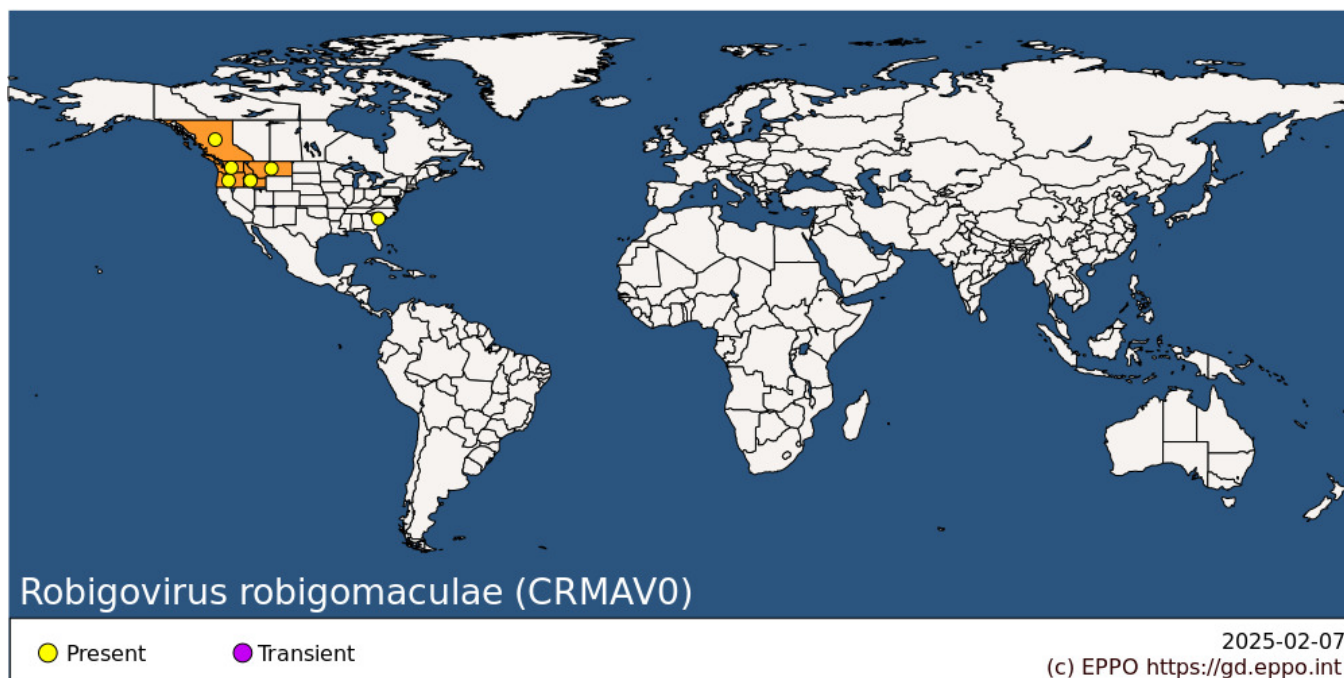 Robigovirus robigomaculae (CRMAV0)
Present
Transient
2025-02-07
(c) EPPO https://gd.eppo.int